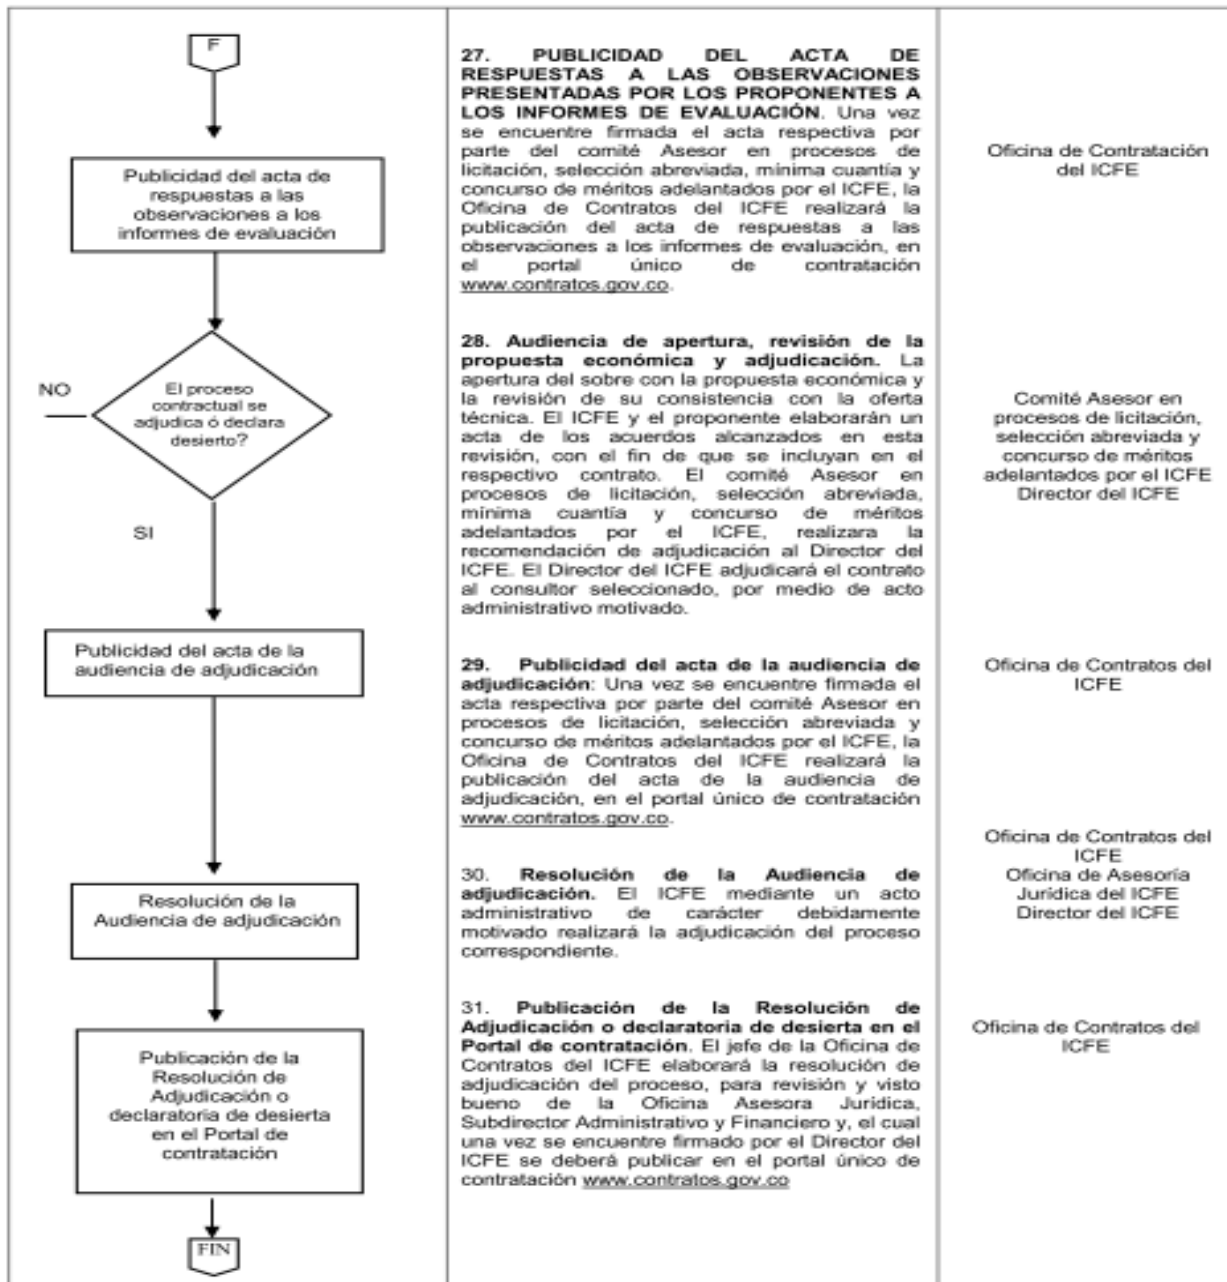 F
Publicidad del acta de
respuestas a las
observaciones a los
informes de evaluación
NO
El proceso
contractual se
adjudica ó declara
desierto?
SI
Publicidad del acta de la
audiencia de adjudicación
Resolución de la
Audiencia de adjudicación
Publicación de la
Resolución de
Adjudicación o
declaratoria de desierta
en el Portal de
contratación
FIN
27. PUBLICIDAD DEL ACTA DE
RESPUESTAS A LAS OBSERVACIONES
PRESENTADAS POR LOS PROPONENTES A
LOS INFORMES DE EVALUACIÓN. Una vez
se encuentre firmada el acta respectiva por
parte del comité Asesor en procesos de
licitación, selección abreviada, mínima cuantía y
concurso de méritos adelantados por el ICFE, la
Oficina de Contratos del ICFE realizará la
publicación del acta de respuestas a las
observaciones a los informes de evaluación, en
el portal único de contratación
www.contratos.gov.co.
28. Audiencia de apertura, revisión de la
propuesta económica y adjudicación. La
apertura del sobre con la propuesta económica y
la revisión de su consistencia con la oferta
técnica. El ICFE y el proponente elaborarán un
acta de los acuerdos alcanzados en esta
revisión, con el fin de que se incluyan en el
respectivo contrato. El comité Asesor en
procesos de licitación, selección abreviada,
mínima cuantía y concurso de méritos
adelantados por el ICFE, realizara la
recomendación de adjudicación al Director del
ICFE. El Director del ICFE adjudicará el contrato
al consultor seleccionado, por medio de acto
administrativo motivado.
29. Publicidad del acta de la audiencia de
adjudicación: Una vez se encuentre firmada el
acta respectiva por parte del comité Asesor en
procesos de licitación, selección abreviada y
concurso de méritos adelantados por el ICFE, la
Oficina de Contratos del ICFE realizará la
publicación del acta de la audiencia de
adjudicación, en el portal único de contratación
www.contratos.gov.co.
30. Resolución de la Audiencia de
adjudicación. El ICFE mediante un acto
administrativo de carácter debidamente
motivado realizará la adjudicación del proceso
correspondiente.
31. Publicación de la Resolución de
Adjudicación o declaratoria de desierta en el
Portal de contratación. El jefe de la Oficina de
Contratos del ICFE elaborará la resolución de
adjudicación del proceso, para revisión y visto
bueno de la Oficina Asesora Jurídica,
Subdirector Administrativo y Financiero y, el cual
una vez se encuentre firmado por el Director del
ICFE se deberá publicar en el portal único de
contratación www.contratos.gov.co
Oficina de Contratación
del ICFE
Comité Asesor en
procesos de licitación,
selección abreviada y
concurso de méritos
adelantados por el ICFE
Director del ICFE
Oficina de Contratos del
ICFE
Oficina de Contratos del
ICFE
Oficina de Asesoría
Jurídica del ICFE
Director del ICFE
Oficina de Contratos del
ICFE